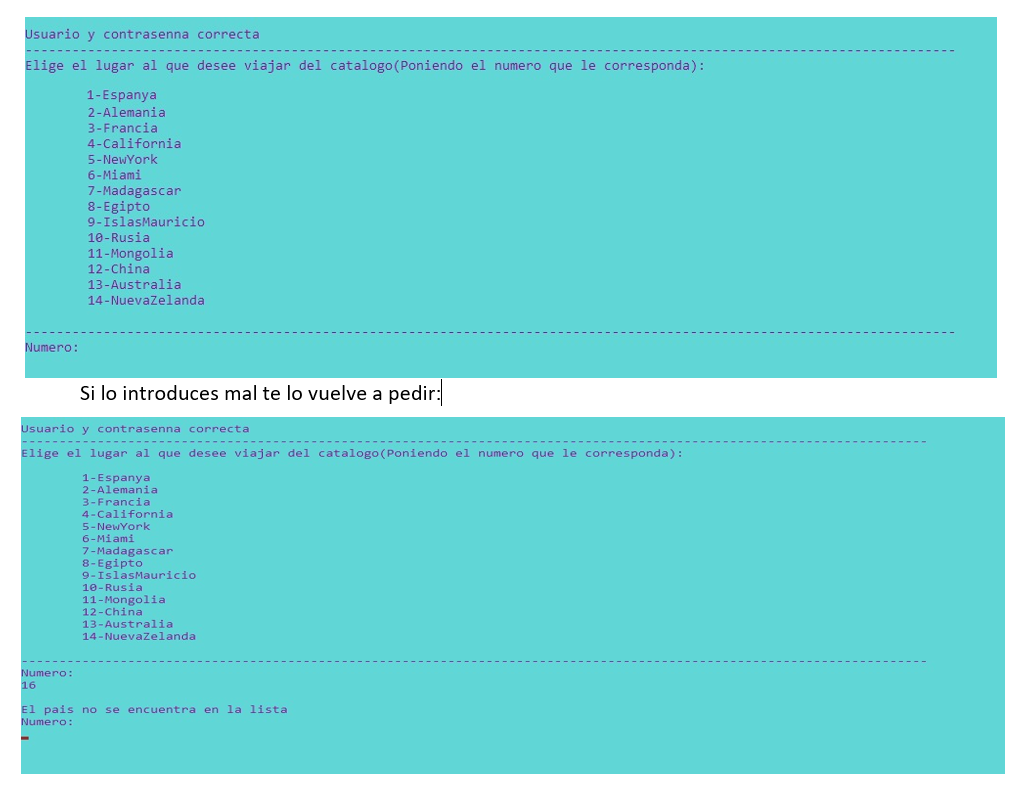 Usuario y contrasenna correcta
------------------------------------------------------------------------------------------------------------------------
Elige el lugar al que desee viajar del catalogo(Poniendo el numero que le corresponda):
1-Espanya
2-Alemania
3-Francia
4-California
5-NewYork
6-Miami
7-Madagascar
8-Egipto
9-IslasMauricio
10-Rusia
11-Mongolia
12-China
13-Australia
14-NuevaZelanda
------------------------------------------------------------------------------------------------------------------------
Numero:
Si lo introduces mal te lo vuelve a pedir:
Usuario y contrasenna correcta
------------------------------------------------------------------------------------------------------------------------
Elige el lugar al que desee viajar del catalogo(Poniendo el numero que le corresponda):
1-Espanya
2-Alemania
3-Francia
4-California
5-NewYork
6-Miami
7-Madagascar
8-Egipto
9-IslasMauricio
10-Rusia
11-Mongolia
12-China
13-Australia
14-NuevaZelanda
------------------------------------------------------------------------------------------------------------------------
Numero:
16
El pais no se encuentra en la lista
Numero: